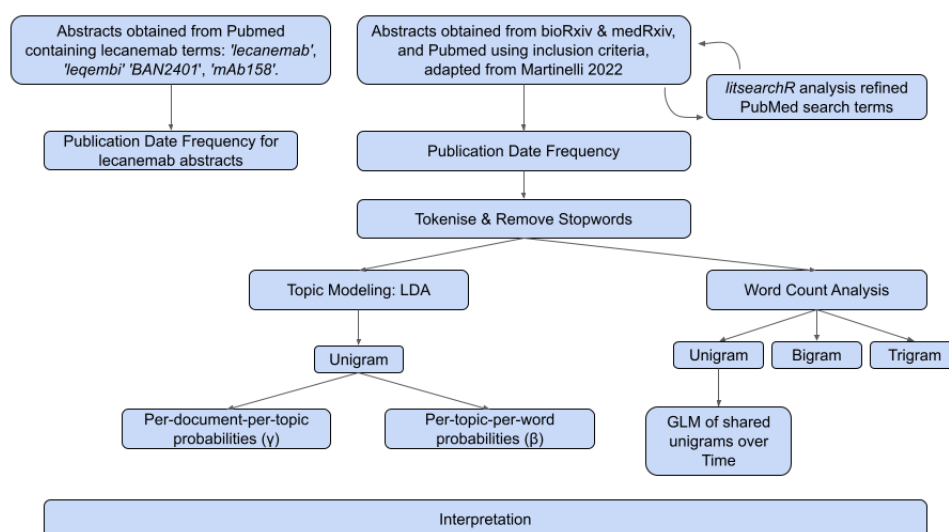 Abstracts obtained from Pubmed
containing lecanemab terms: 'lecanemab',
'leqembi' 'BAN2401', 'mAb158'.
Abstracts obtained from bioRxiv & medRxiv,
and Pubmed using inclusion criteria,
adapted from Martinelli 2022
litsearchR analysis refined
PubMed search terms
Publication Date Frequency for
lecanemab abstracts
Publication Date Frequency
Tokenise & Remove Stopwords
Topic Modeling: LDA
Word Count Analysis
Unigram
Unigram
Bigram
Trigram
Per-document-per-topic
probabilities (γ)
Per-topic-per-word
probabilities (β)
GLM of shared
unigrams over
Time
Interpretation